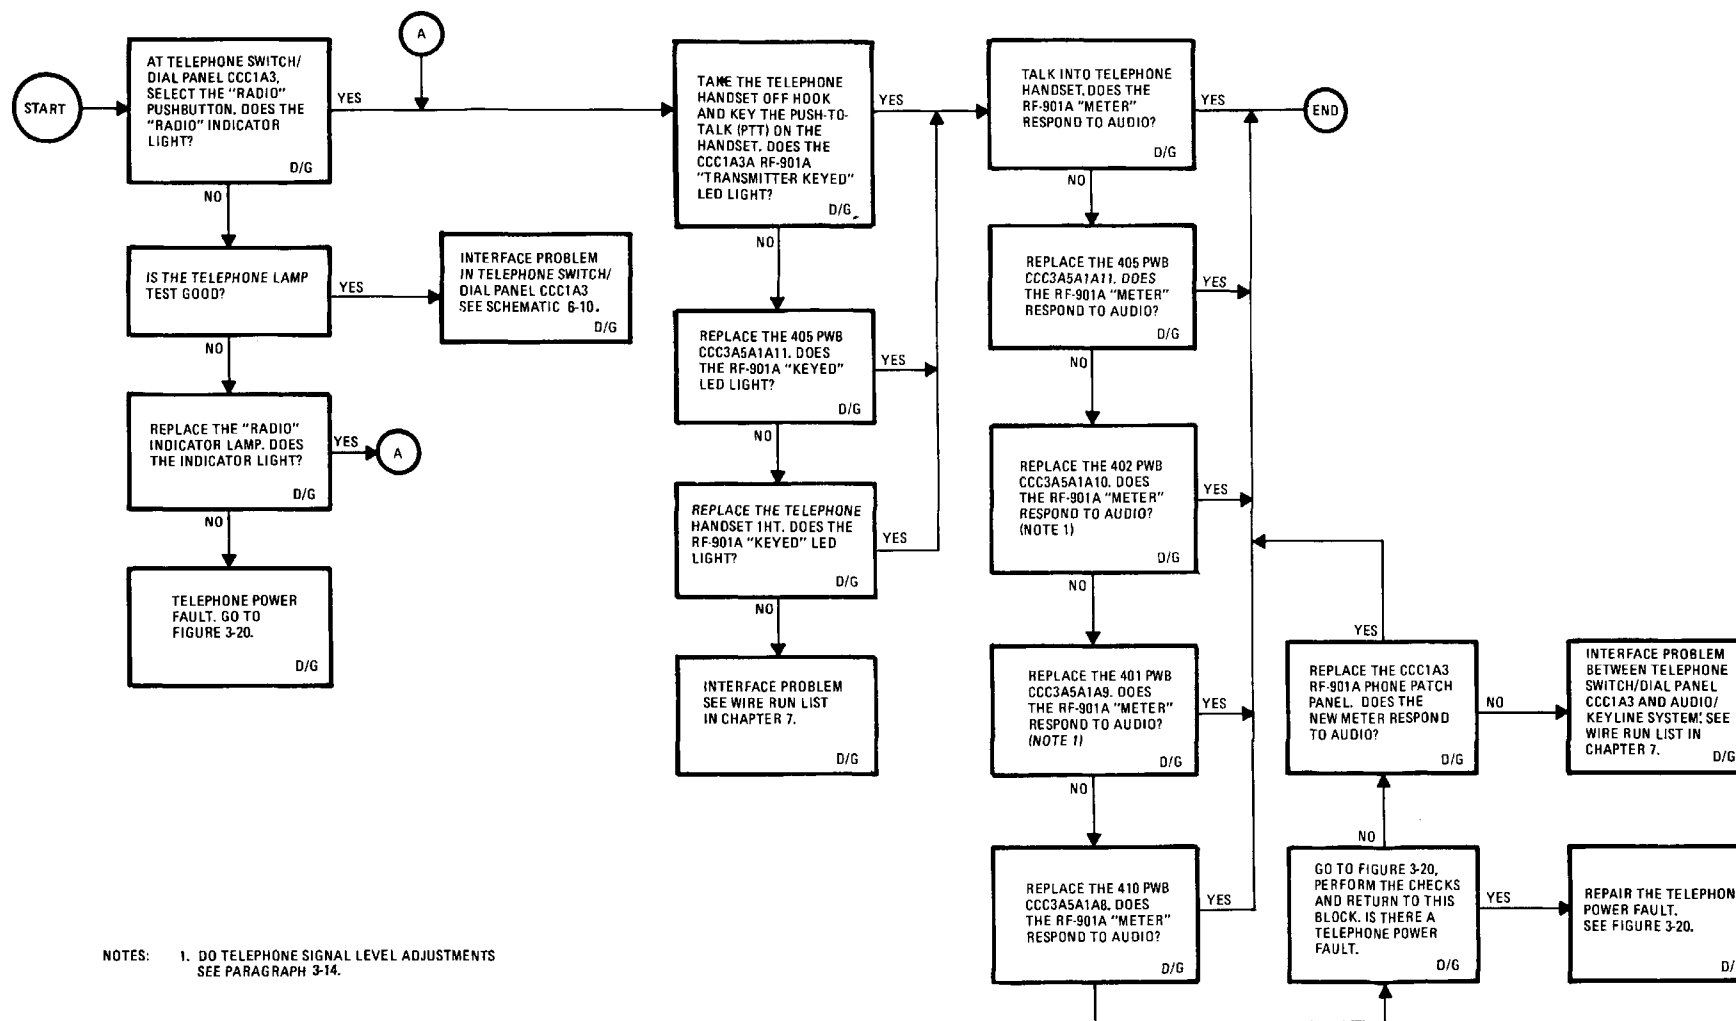 START
AT TELEPHONE SWITCH/
DIAL PANEL CCC1A3,
SELECT THE "RADIO"
PUSHBUTTON. DOES THE
"RADIO" INDICATOR
LIGHT?
D/G
YES
NO
A
IS THE TELEPHONE LAMP
TEST GOOD?
YES
NO
INTERFACE PROBLEM
IN TELEPHONE SWITCH/
DIAL PANEL CCC1A3
SEE SCHEMATIC 6-10.
D/G
REPLACE THE "RADIO"
INDICATOR LAMP. DOES
THE INDICATOR LIGHT?
D/G
YES
A
NO
TELEPHONE POWER
FAULT. GO TO
FIGURE 3-20.
D/G
TAKE THE TELEPHONE
HANDSET OFF HOOK
AND KEY THE PUSH-TO-
TALK (PTT) ON THE
HANDSET. DOES THE
CCC1A3A RF-901A
"TRANSMITTER KEYED"
LED LIGHT?
D/G
YES
NO
REPLACE THE 405 PWB
CCC3A5A1A11. DOES
THE RF-901A "KEYED"
LED LIGHT?
D/G
YES
NO
REPLACE THE TELEPHONE
HANDSET 1HT. DOES THE
RF-901A "KEYED" LED
LIGHT?
D/G
YES
NO
INTERFACE PROBLEM
SEE WIRE RUN LIST
IN CHAPTER 7.
D/G
TALK INTO TELEPHONE
HANDSET. DOES THE
RF-901A "METER"
RESPOND TO AUDIO?
D/G
YES
END
NO
REPLACE THE 405 PWB
CCC3A5A1A11. DOES
THE RF-901A "METER"
RESPOND TO AUDIO?
D/G
YES
NO
REPLACE THE 402 PWB
CCC3A5A1A10. DOES
THE RF-901A "METER"
RESPOND TO AUDIO?
(NOTE 1)
D/G
YES
NO
REPLACE THE 401 PWB
CCC3A5A1A9. DOES
THE RF-901A "METER"
RESPOND TO AUDIO?
(NOTE 1)
D/G
YES
NO
REPLACE THE 410 PWB
CCC3A5A1A8. DOES
THE RF-901A "METER"
RESPOND TO AUDIO?
D/G
YES
YES
REPLACE THE CCC1A3
RF-901A PHONE PATCH
PANEL. DOES THE
NEW METER RESPOND
TO AUDIO?
D/G
NO
INTERFACE PROBLEM
BETWEEN TELEPHONE
SWITCH/DIAL PANEL
CCC1A3 AND AUDIO/
KEYLINE SYSTEM. SEE
WIRE RUN LIST IN
CHAPTER 7.
D/G
NO
GO TO FIGURE 3-20,
PERFORM THE CHECKS
AND RETURN TO THIS
BLOCK. IS THERE A
TELEPHONE POWER
FAULT.
D/G
YES
REPAIR THE TELEPHON
POWER FAULT.
SEE FIGURE 3-20.
D/
NOTES: 1. DO TELEPHONE SIGNAL LEVEL ADJUSTMENTS
SEE PARAGRAPH 3-14.